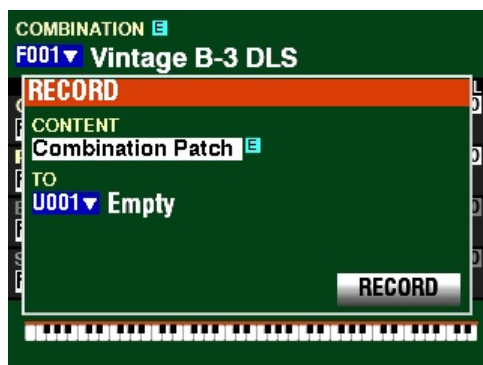 COMBINATION E
F001▼ Vintage B-3 DLS
RECORD
CONTENT
Combination Patch E
TO
U001▼ Empty
RECORD